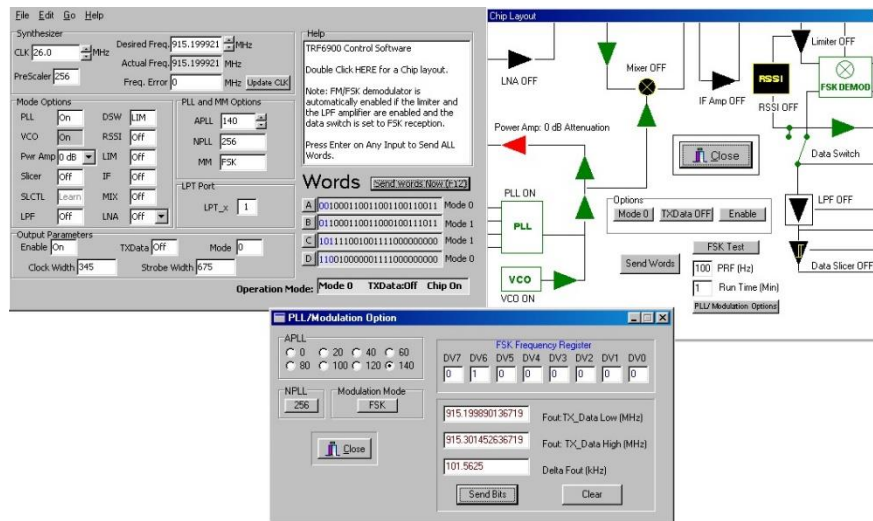 File Edit Go Help
Synthesizer
CLK 26.0 MHz
PreScaler 256
Desired Freq. 915.199921 MHz
Actual Freq. 915.199921 MHz
Freq. Error 0 MHz Update CLK
Mode Options
PLL On DSW LIM
VCO On RSSI Off
Pwr Amp 0 dB LIM Off
Slicer Off IF Off
SLCTL Learn MIX Off
LPF Off LNA Off
PLL and MM Options
APLL 140
NPLL 256
MM FSK
LPT Port
LPT_x 1
Output Parameters
Enable On TXData Off Mode 0
Clock Width 345 Strobe Width 675
Help
TRF6900 Control Software
Double Click HERE for a Chip layout.
Note: FM/FSK demodulator is
automatically enabled if the limiter and
the LPF amplifier are enabled and the
data switch is set to FSK reception.
Press Enter on Any Input to Send ALL
Words.
Words Send words Now (F12)
A 001000110011001100110011 Mode 0
B 011000110011000100111011 Mode 1
C 101111001001111000000000 Mode 1
D 110010000001111000000000 Mode 0
Operation Mode: Mode 0 TXData:Off Chip On
Chip Layout
LNA OFF
Mixer OFF
IF Amp OFF
RSSI
RSSI OFF
Limiter OFF
FSK DEMOD
Power Amp: 0 dB Attenuation
Close
Data Switch
PLL ON
PLL
Options
Mode 0 TXData OFF Enable
LPF OFF
VCO
VCO ON
Send Words
FSK Test
100 PRF (Hz)
1 Run Time (Min)
PLL/ Modulation Options
Data Slicer OFF
PLL/Modulation Option
APLL
0 20 40 60
80 100 120 140
NPLL
256
Modulation Mode
FSK
Close
FSK Frequency Register
DV7 DV6 DV5 DV4 DV3 DV2 DV1 DV0
0 1 0 0 0 0 0 0
915.199890136719 Fout:TX_Data Low (MHz)
915.301452636719 Fout: TX_Data High (MHz)
101.5625 Delta Fout (kHz)
Send Bits Clear